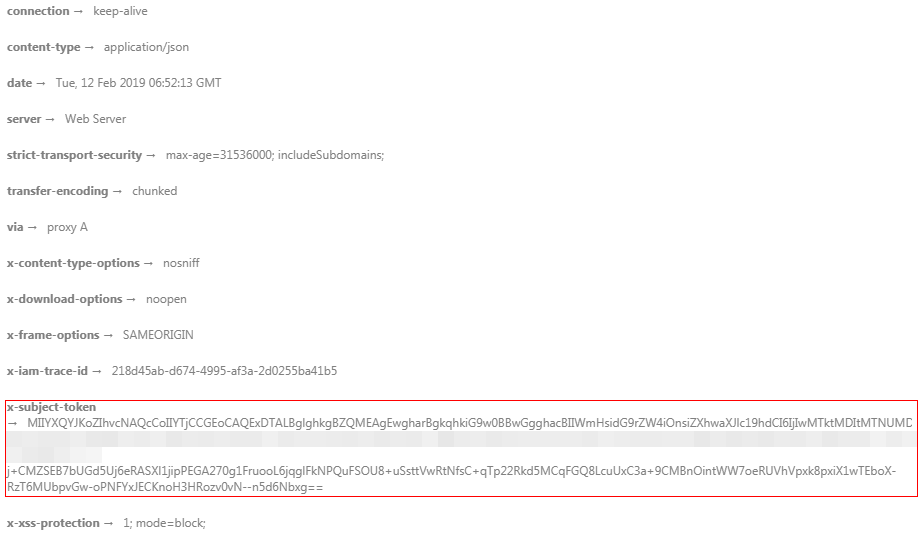 connection → keep-alive
content-type → application/json
date → Tue, 12 Feb 2019 06:52:13 GMT
server → Web Server
strict-transport-security → max-age=31536000; includeSubdomains;
transfer-encoding → chunked
via → proxy A
x-content-type-options → nosniff
x-download-options → noopen
x-frame-options → SAMEORIGIN
x-iam-trace-id → 218d45ab-d674-4995-af3a-2d0255ba41b5
x-subject-token
→ MIIYXQYJKoZIhvcNAQcCoIIYTjCCGEoCAQExDTALBglghkgBZQMEAgEwgharBgkqhkiG9w0BBwGgghacBIIWmHsidG9rZW4iOnsiZXhwaXJlc19hdCI6IjIwMTktMDItMTNUMD
j+CMZSEB7bUGd5Uj6eRASXl1jipPEGA270g1FruooL6jqglFkNPQuFSOU8+uSsttVwRtNfsC+qTp22Rkd5MCqFGQ8LcuUxC3a+9CMBnOintWW7oeRUVhVpxk8pxiX1wTEboX-
RzT6MUbpvGw-oPNFYxJECKnoH3HRozv0vN--n5d6Nbxg==
x-xss-protection → 1; mode=block;